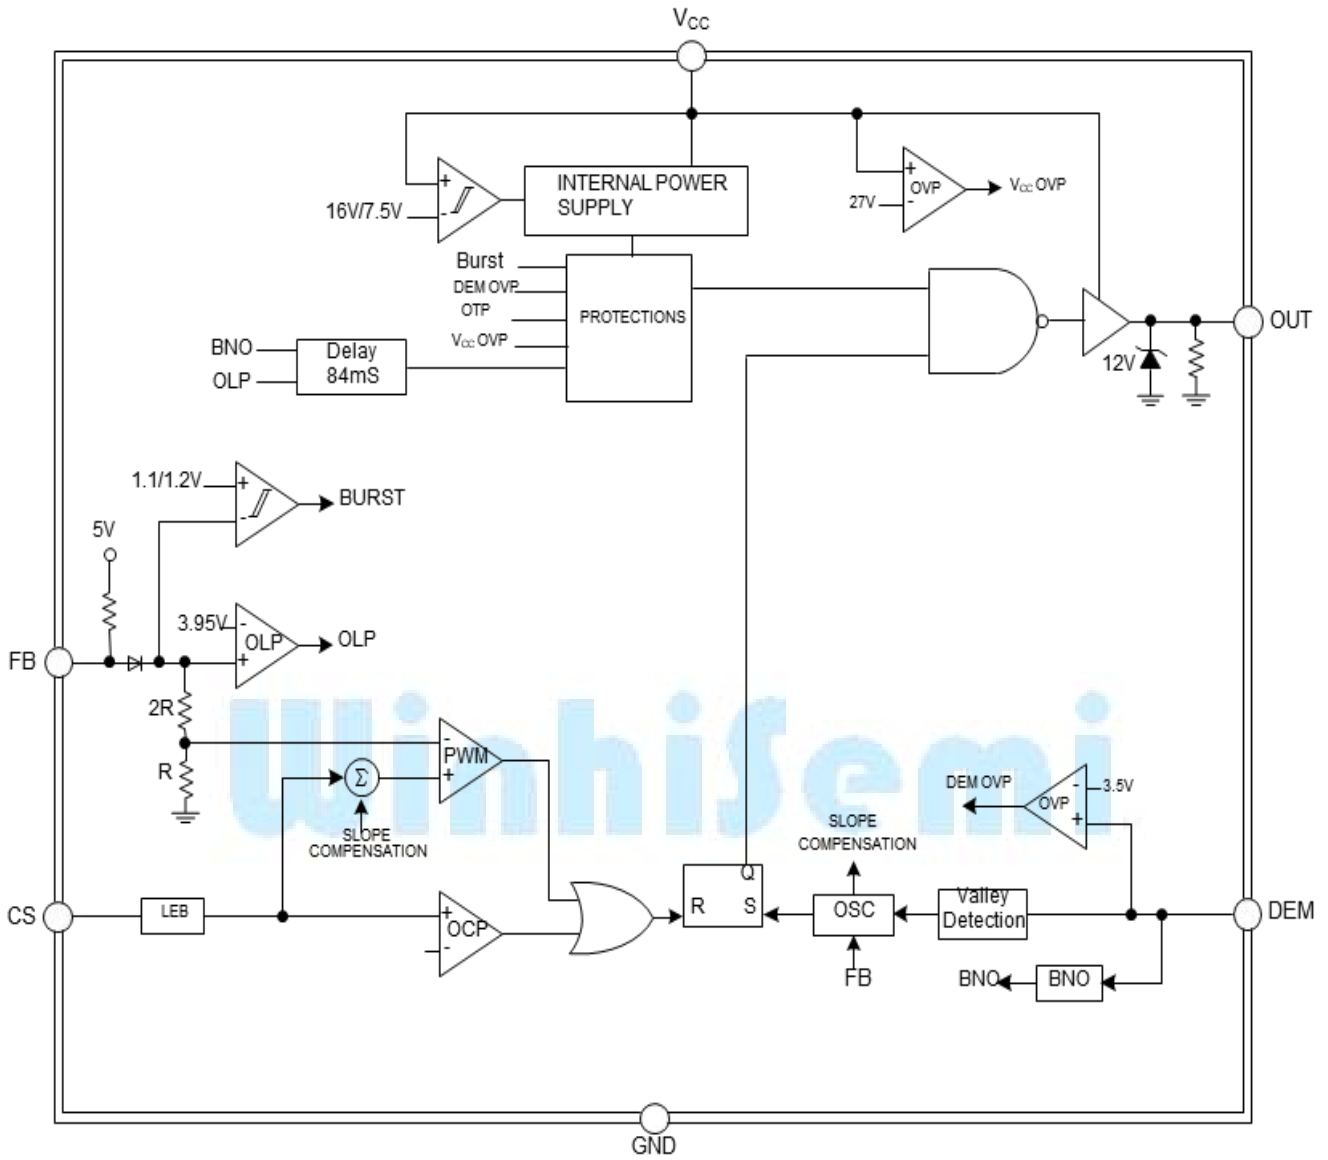 VCC
INTERNAL POWER
SUPPLY
+
-
16V/7.5V
+
OVP
-
27V
VCC OVP
Burst
DEM OVP
OTP
VCC OVP
PROTECTIONS
BNO
OLP
Delay
84mS
12V
OUT
1.1/1.2V
+
-
BURST
5V
3.95V
-
OLP
+
OLP
FB
2R
R
-
PWM
+
Σ
SLOPE
COMPENSATION
WinhiSemi
DEM OVP
OVP
-
+
3.5V
SLOPE
COMPENSATION
CS
LEB
+
OCP
-
Q
R
S
OSC
FB
Valley
Detection
DEM
BNO
BNO
GND